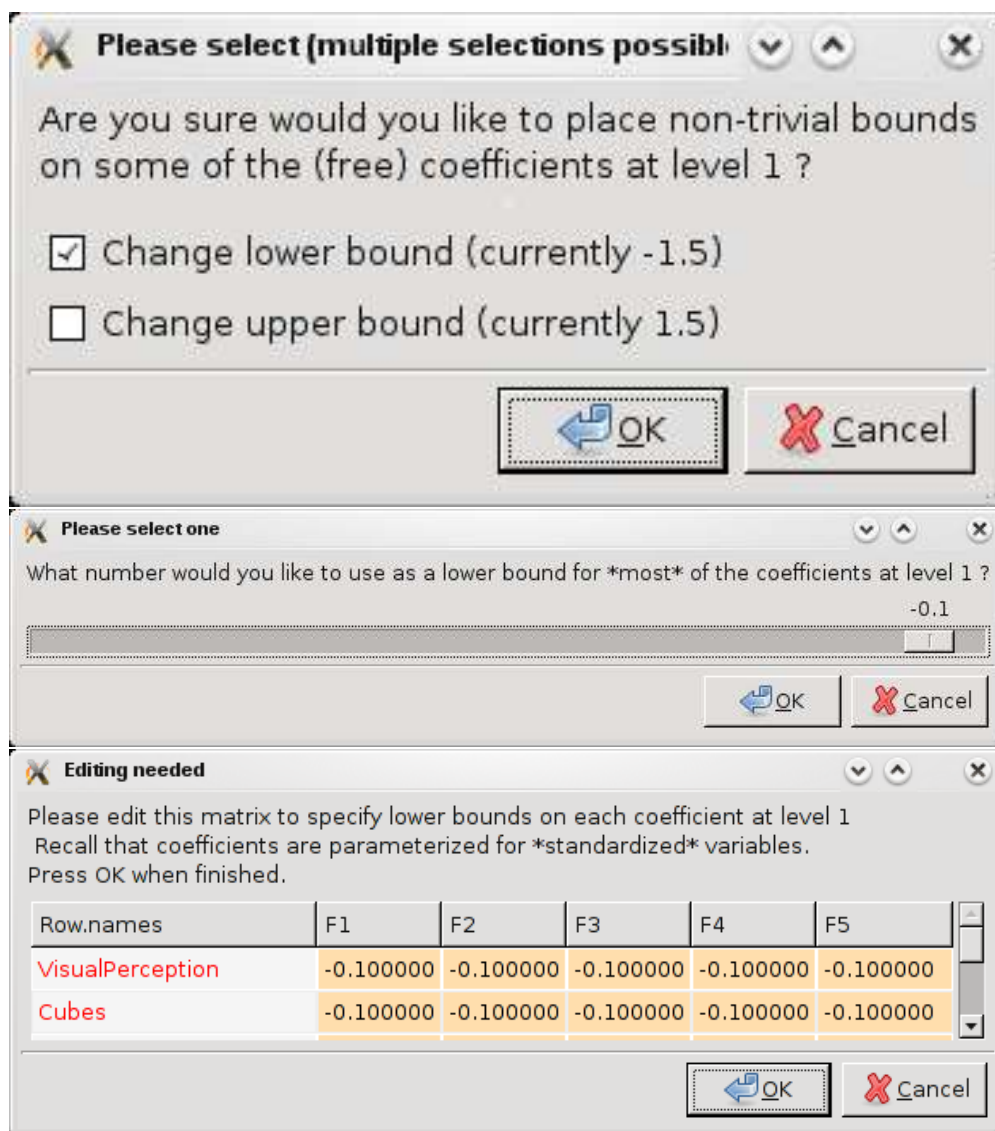 Please select (multiple selections possibl
Are you sure would you like to place non-trivial bounds
on some of the (free) coefficients at level 1 ?
Change lower bound (currently -1.5)
Change upper bound (currently 1.5)
OK Cancel
Please select one
What number would you like to use as a lower bound for *most* of the coefficients at level 1 ?
-0.1
OK Cancel
Editing needed
Please edit this matrix to specify lower bounds on each coefficient at level 1
Recall that coefficients are parameterized for *standardized* variables.
Press OK when finished.
Row.names F1 F2 F3 F4 F5
VisualPerception -0.100000 -0.100000 -0.100000 -0.100000 -0.100000
Cubes -0.100000 -0.100000 -0.100000 -0.100000 -0.100000
OK Cancel